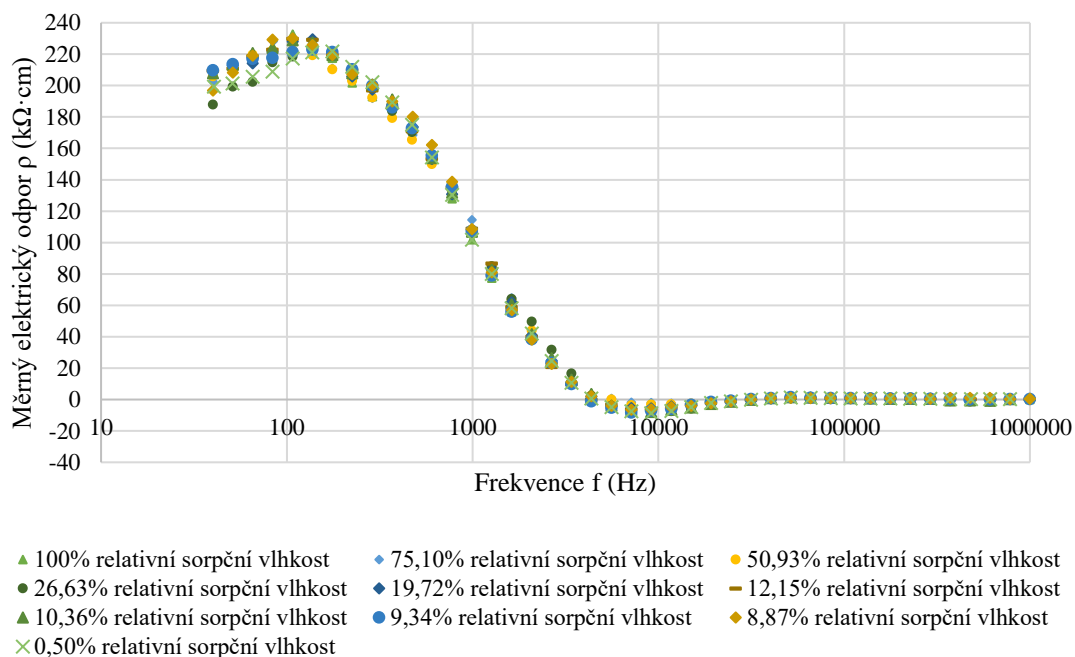 240
220
200
180
160
140
120
100
80
60
40
20
0
-20
-40
Měrný elektrický odpor ρ (kΩ·cm)
10 100 1000 10000 100000 1000000
Frekvence f (Hz)
100% relativní sorpční vlhkost 75,10% relativní sorpční vlhkost 50,93% relativní sorpční vlhkost
26,63% relativní sorpční vlhkost 19,72% relativní sorpční vlhkost 12,15% relativní sorpční vlhkost
10,36% relativní sorpční vlhkost 9,34% relativní sorpční vlhkost 8,87% relativní sorpční vlhkost
0,50% relativní sorpční vlhkost